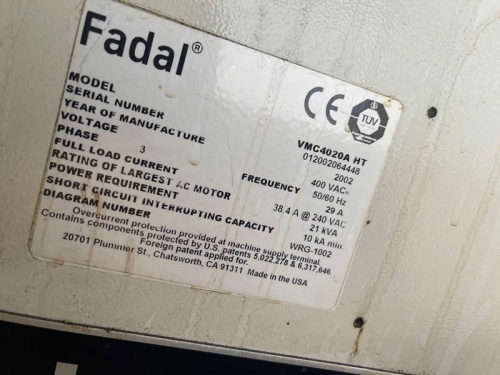 Fadal®
CE TÜV
MODEL VMC4020A HT
SERIAL NUMBER 012002064448
YEAR OF MANUFACTURE 2002
VOLTAGE 400 VAC
PHASE 3 FREQUENCY 50/60 Hz
FULL LOAD CURRENT 29 A
RATING OF LARGEST AC MOTOR 38.4 A @ 240 VAC
POWER REQUIREMENT 21 kVA
SHORT CIRCUIT INTERRUPTING CAPACITY 10 kA min.
DIAGRAM NUMBER WRG-1002
Overcurrent protection provided at machine supply terminal.
Contains components protected by U.S. patents 5,022,278 & 6,317,646
Foreign patent applied for.
20701 Plummer St., Chatsworth, CA 91311 Made in the USA